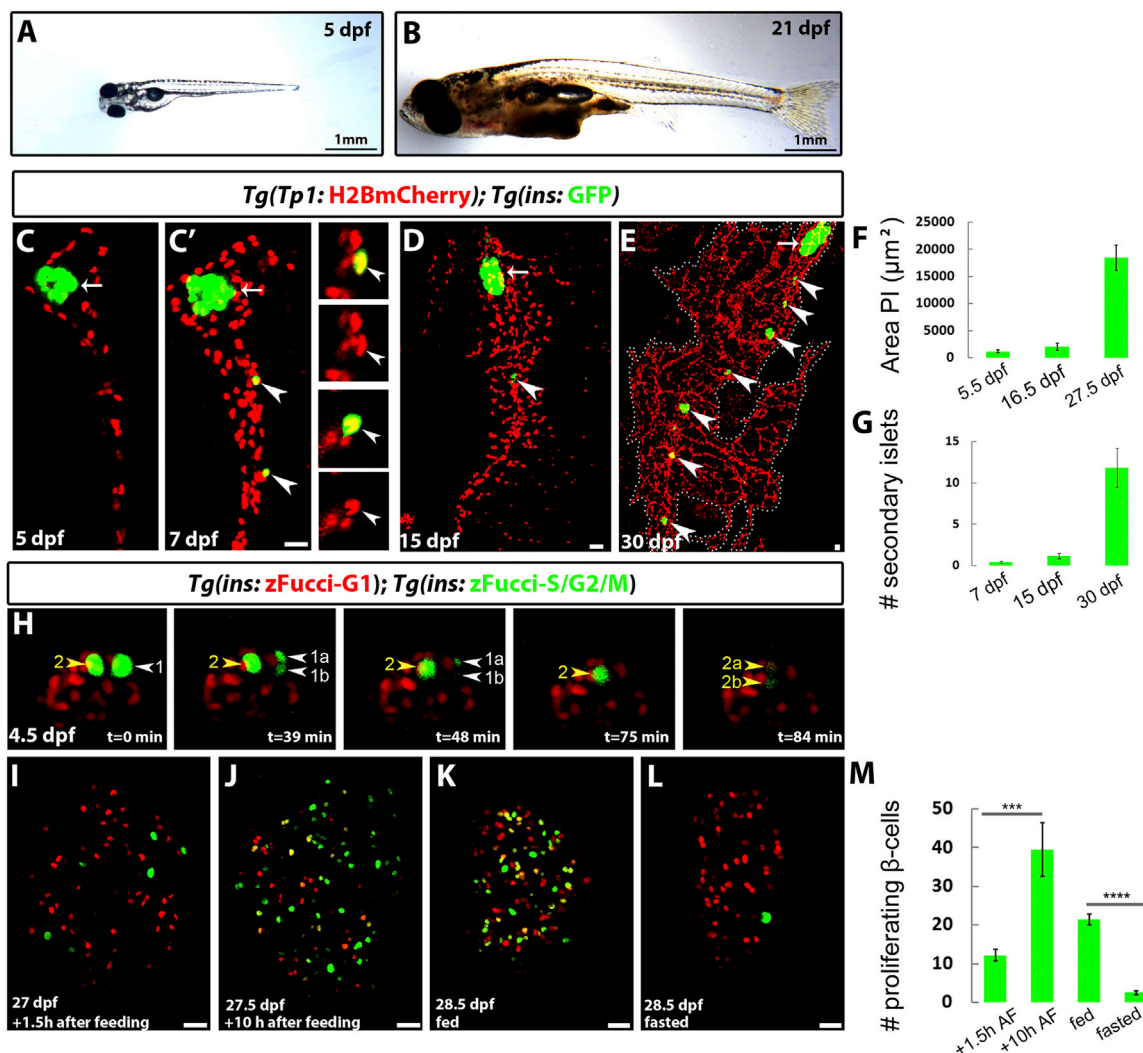 A
5 dpf
1mm
B
21 dpf
1mm
Tg(Tp1: H2BmCherry); Tg(ins: GFP)
C
5 dpf
C’
7 dpf
D
15 dpf
E
30 dpf
F
Area PI (µm²)
25000
20000
15000
10000
5000
0
5.5 dpf
16.5 dpf
27.5 dpf
G
# secondary islets
15
10
5
0
7 dpf
15 dpf
30 dpf
Tg(ins: zFucci-G1); Tg(ins: zFucci-S/G2/M)
H
2
1
4.5 dpf
t=0 min
2
1a
1b
t=39 min
2
1a
1b
t=48 min
2
t=75 min
2a
2b
t=84 min
I
27 dpf
+1.5h after feeding
J
27.5 dpf
+10 h after feeding
K
28.5 dpf
fed
L
28.5 dpf
fasted
M
# proliferating β-cells
50
40
30
20
10
0
***
****
+1.5h AF
+10h AF
fed
fasted